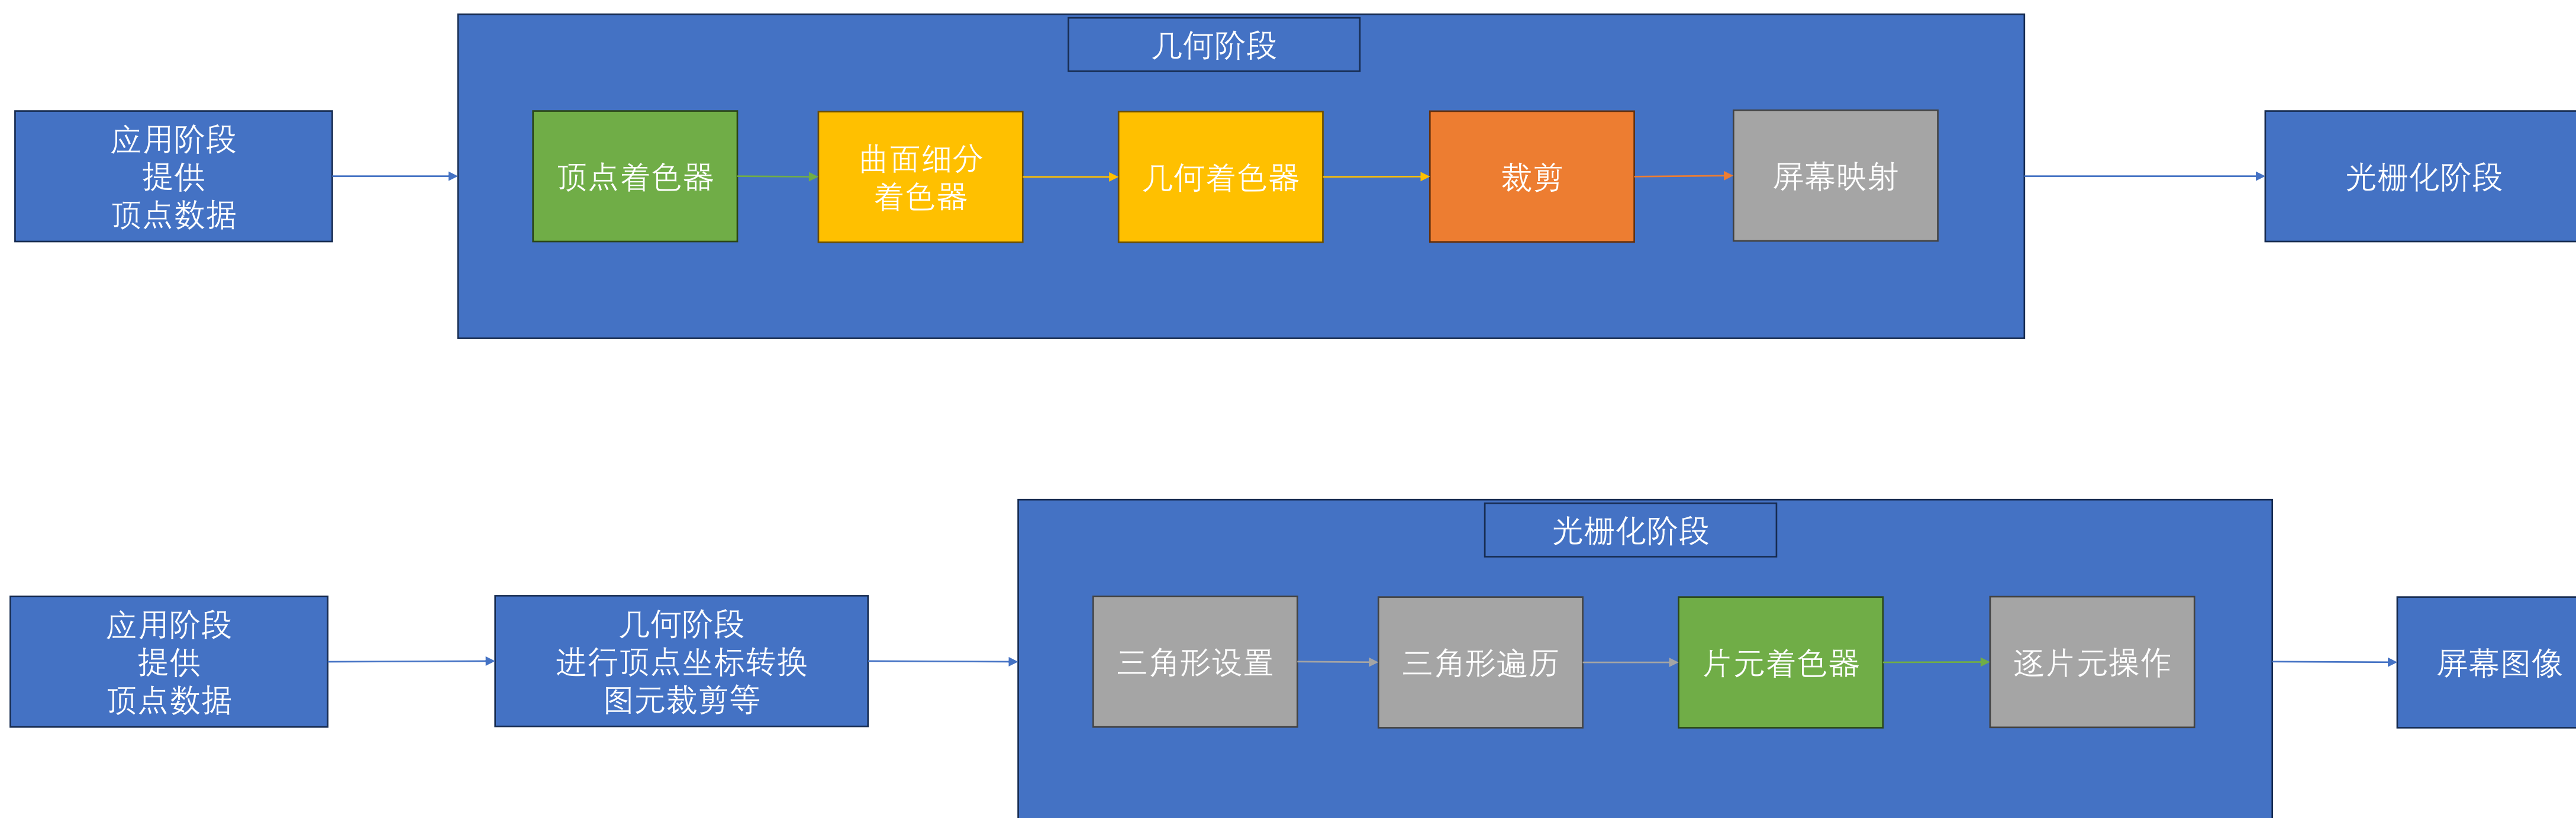 几何阶段
应用阶段
提供
顶点数据
顶点着色器
曲面细分
着色器
几何着色器
裁剪
屏幕映射
光栅化阶段
光栅化阶段
应用阶段
提供
顶点数据
几何阶段
进行顶点坐标转换
图元裁剪等
三角形设置
三角形遍历
片元着色器
逐片元操作
屏幕图像